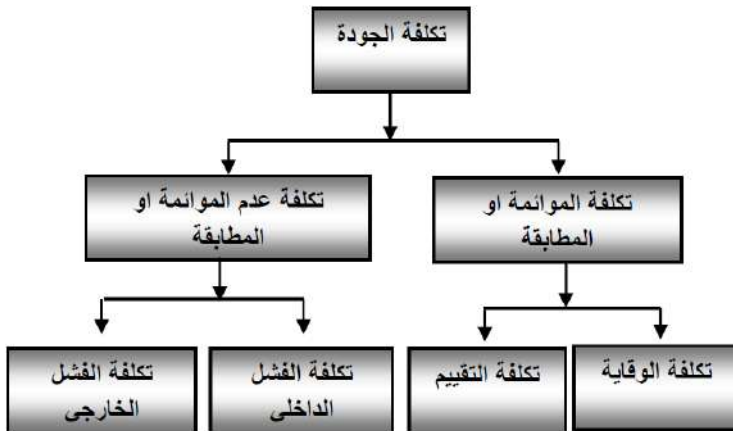 تكلفة الجودة
تكلفة الموائمة او
المطابقة
تكلفة عدم الموائمة او
المطابقة
تكلفة الوقاية
تكلفة التقييم
تكلفة الفشل
الداخلى
تكلفة الفشل
الخارجى